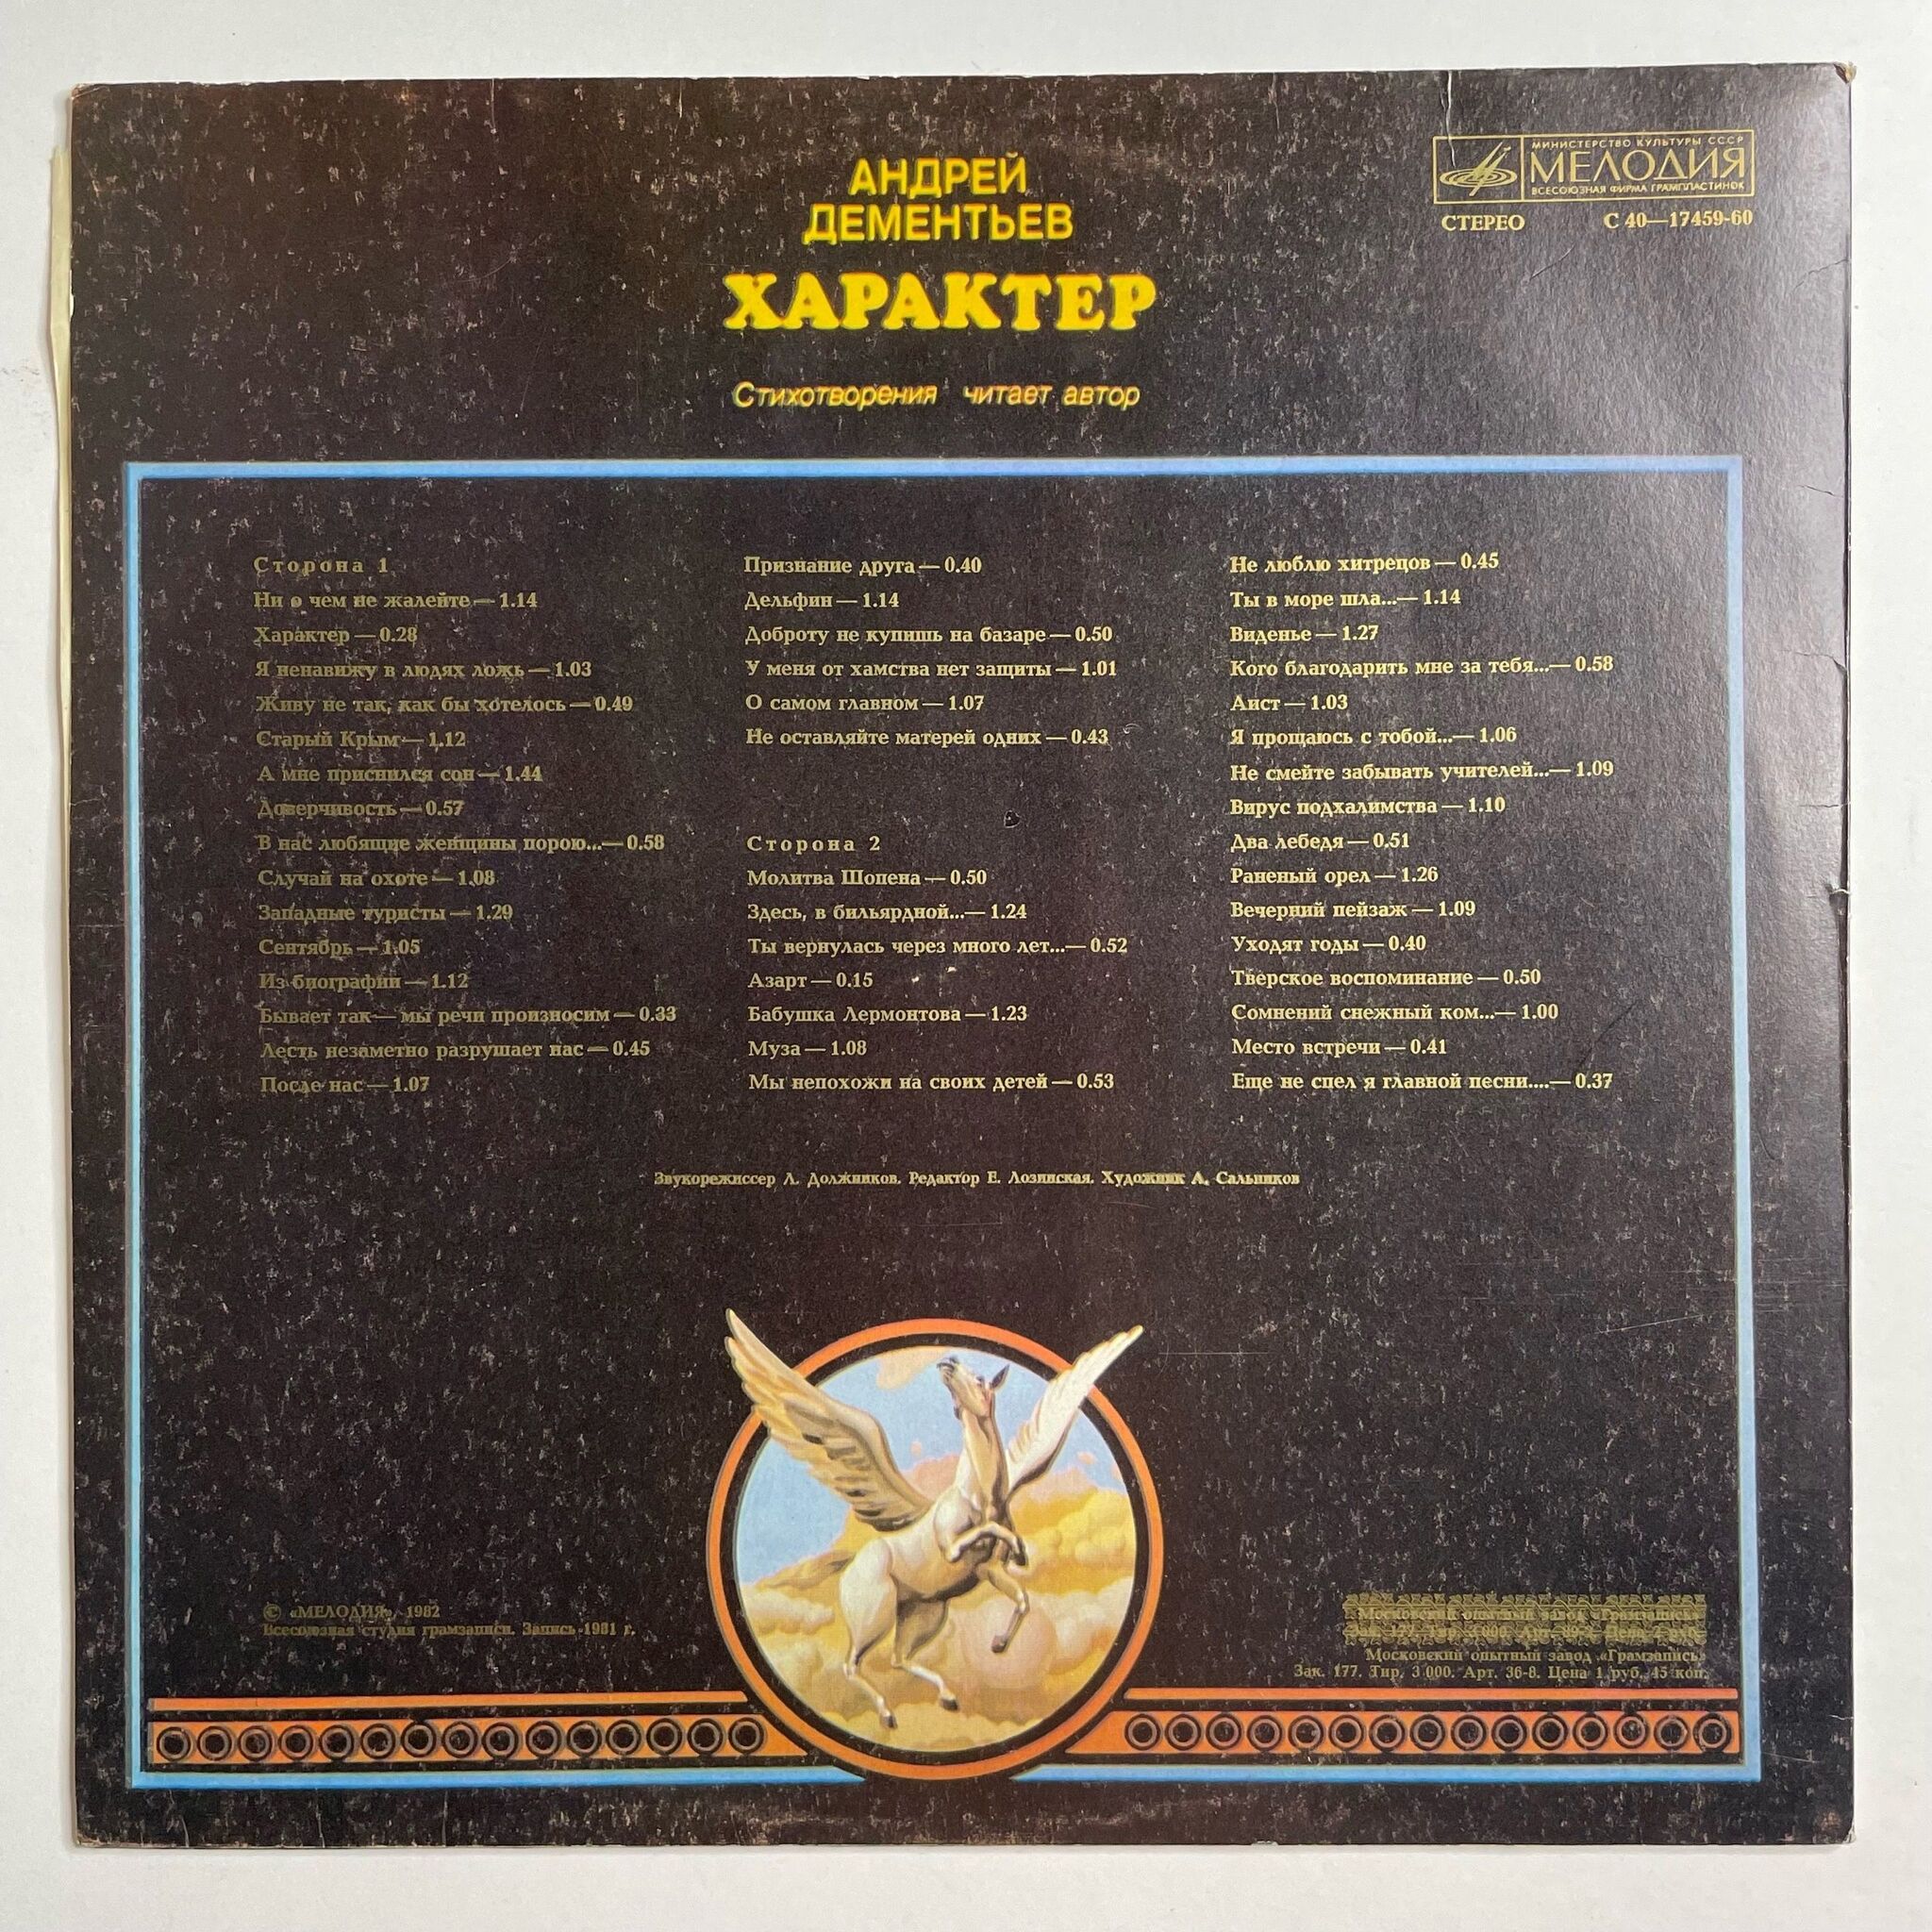 АНДРЕЙ
ДЕМЕНТЬЕВ
ХАРАКТЕР
Стихотворения читает автор
МИНИСТЕРСТВО КУЛЬТУРЫ СССР
МЕЛОДИЯ
ВСЕСОЮЗНАЯ ФИРМА ГРАМПЛАСТИНОК
СТЕРЕО С 40—17459-60
Сторона 1
Ни о чем не жалейте — 1.14
Характер — 0.28
Я ненавижу в людях ложь — 1.03
Живу не так, как бы хотелось — 0.49
Старый Крым — 1.12
А мне приснился сон — 1.44
Доверчивость — 0.57
В нас любящие женщины порою...— 0.58
Случай на охоте — 1.08
Западные туристы — 1.29
Сентябрь — 1.05
Из биографии — 1.12
Бывает так — мы речи произносим — 0.33
Лесть незаметно разрушает нас — 0.45
После нас — 1.07
Признание друга — 0.40
Дельфин — 1.14
Доброту не купишь на базаре — 0.50
У меня от хамства нет защиты — 1.01
О самом главном — 1.07
Не оставляйте матерей одних — 0.43
Сторона 2
Молитва Шопена — 0.50
Здесь, в бильярдной...— 1.24
Ты вернулась через много лет...— 0.52
Азарт — 0.15
Бабушка Лермонтова — 1.23
Муза — 1.08
Мы непохожи на своих детей — 0.53
Не люблю хитрецов — 0.45
Ты в море шла...— 1.14
Виденье — 1.27
Кого благодарить мне за тебя...— 0.58
Аист — 1.03
Я прощаюсь с тобой...— 1.06
Не смейте забывать учителей...— 1.09
Вирус подхалимства — 1.10
Два лебедя — 0.51
Раненый орел — 1.26
Вечерний пейзаж — 1.09
Уходят годы — 0.40
Тверское воспоминание — 0.50
Сомнений снежный ком...— 1.00
Место встречи — 0.41
Еще не спел я главной песни....— 0.37
Звукорежиссер Л. Должников. Редактор Е. Лозинская. Художник А. Сальников
© «МЕЛОДИЯ», 1982
Всесоюзная студия грамзаписи. Запись 1981 г.
Московский опытный завод «Грамзапись»
Зак. 177. Тир. 3 000. Арт.
Московский опытный завод «Грамзапись»
Зак. 177. Тир. 3 000. Арт. 36-8. Цена 1 руб. 45 коп.